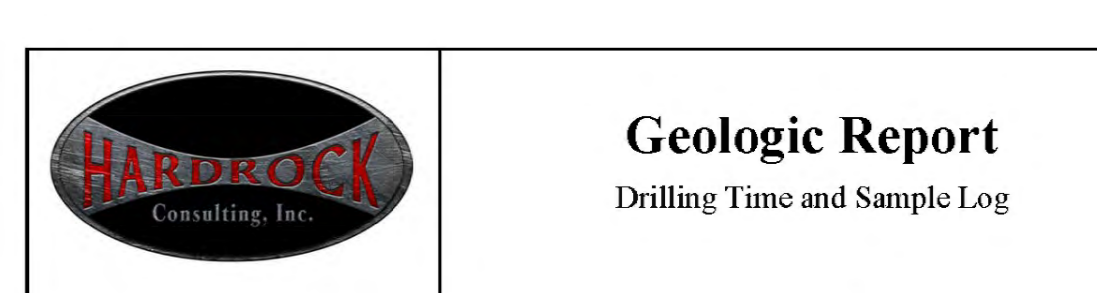 HARDROCK
Consulting, Inc.
Geologic Report
Drilling Time and Sample Log